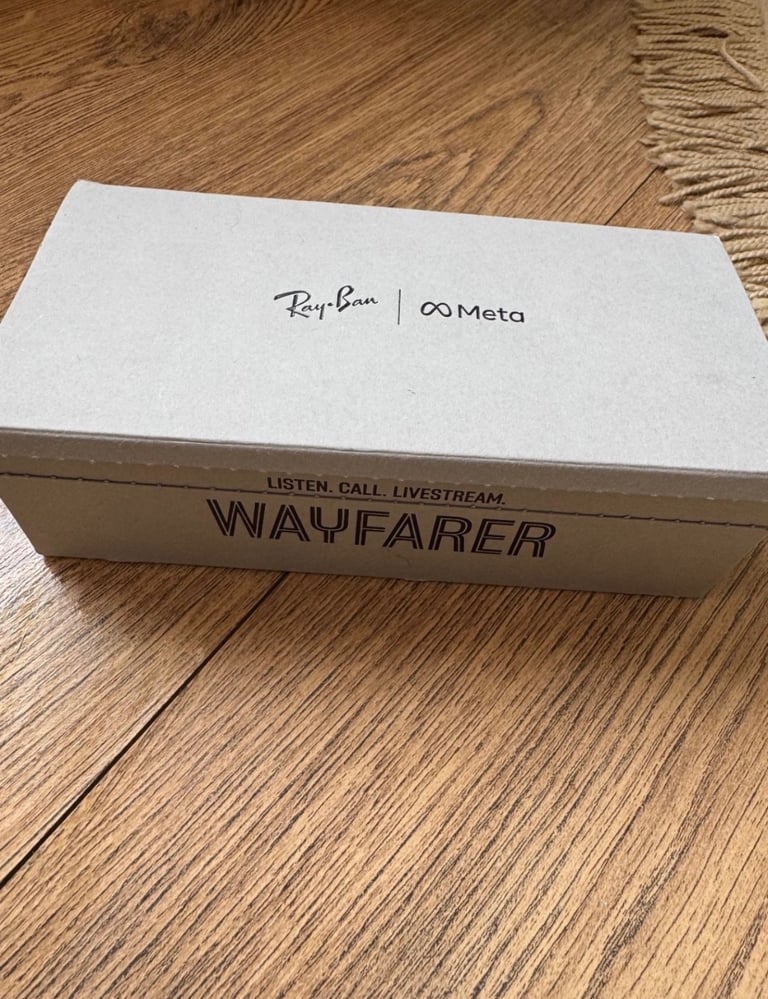 Ray-Ban | ∞ Meta
LISTEN. CALL. LIVESTREAM.
WAYFARER